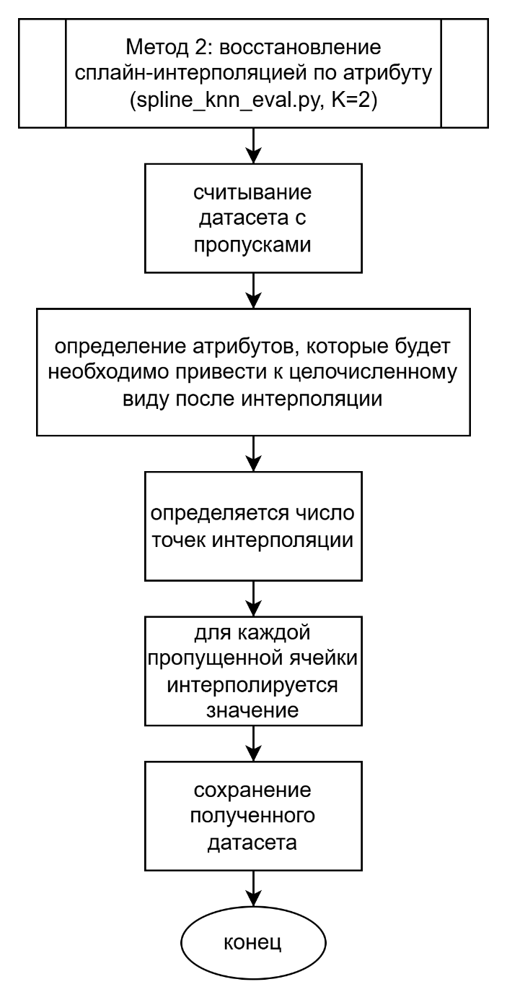 Метод 2: восстановление
сплайн-интерполяцией по атрибуту
(spline_knn_eval.py, K=2)
считывание
датасета с
пропусками
определение атрибутов, которые будет
необходимо привести к целочисленному
виду после интерполяции
определяется число
точек интерполяции
для каждой
пропущенной ячейки
интерполируется
значение
сохранение
полученного
датасета
конец